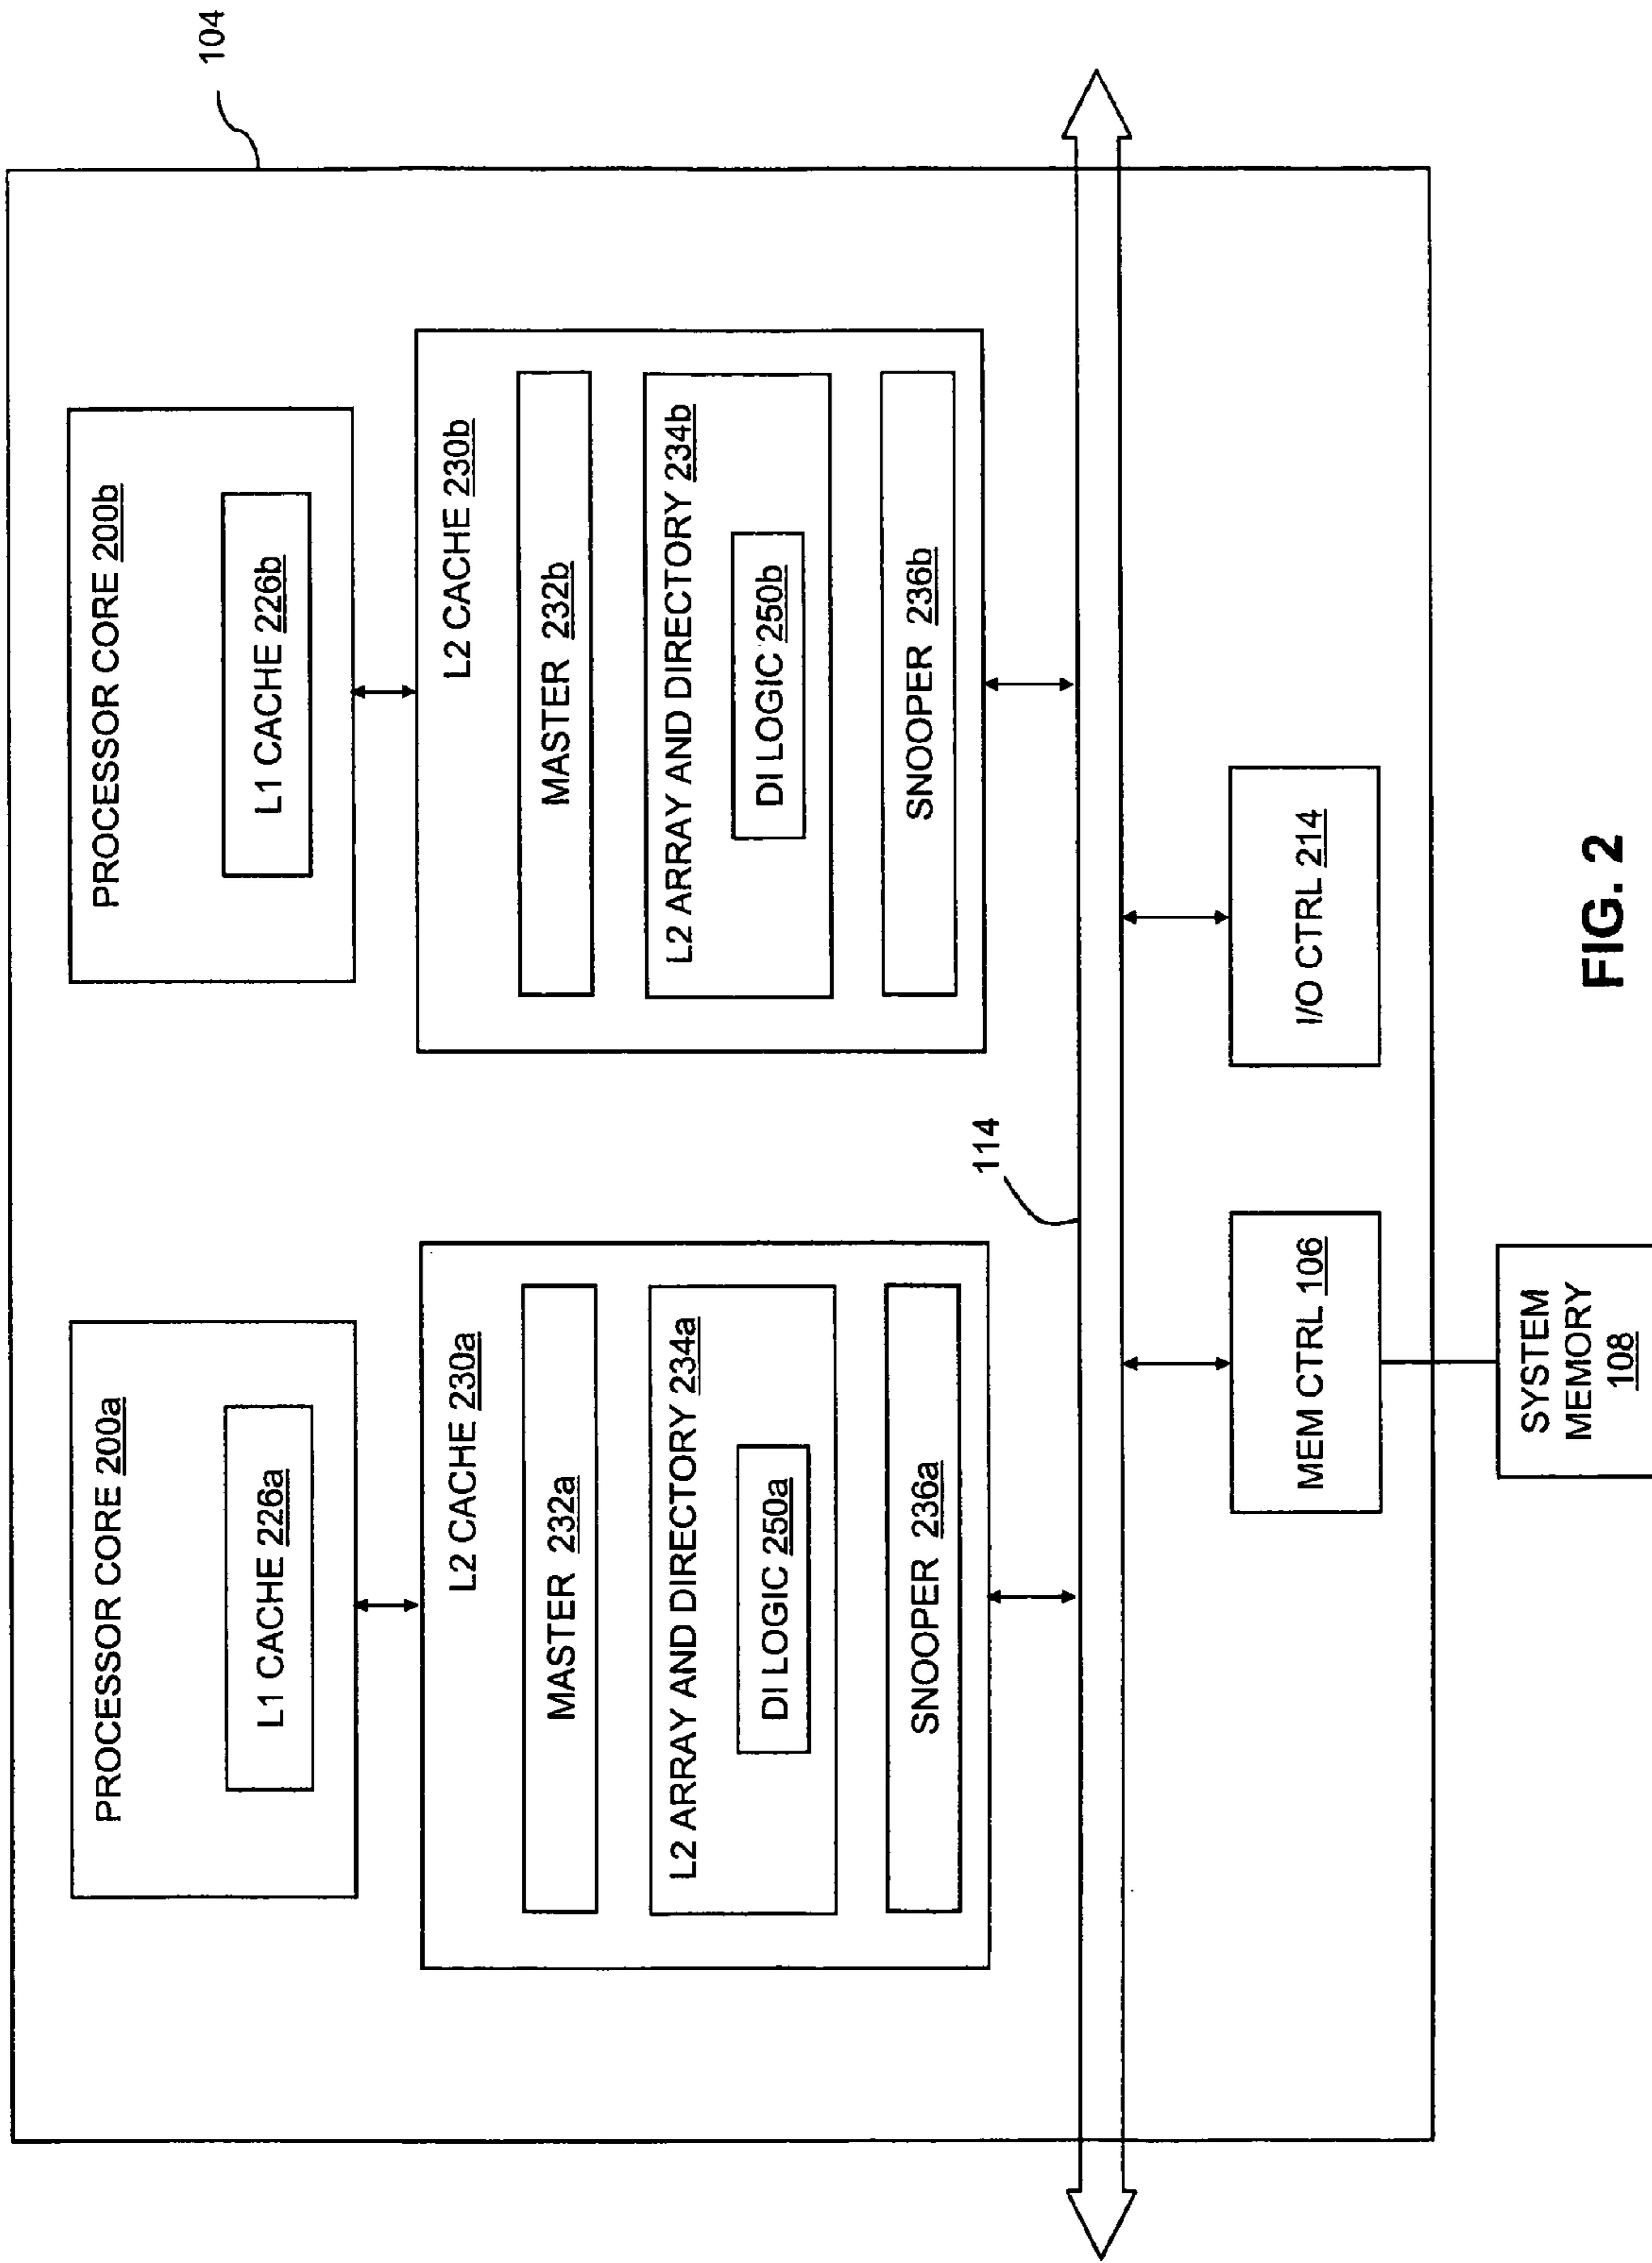 104
PROCESSOR CORE 200a
L1 CACHE 226a
PROCESSOR CORE 200b
L1 CACHE 226b
L2 CACHE 230a
MASTER 232a
L2 ARRAY AND DIRECTORY 234a
DI LOGIC 250a
SNOOPER 236a
L2 CACHE 230b
MASTER 232b
L2 ARRAY AND DIRECTORY 234b
DI LOGIC 250b
SNOOPER 236b
114
MEM CTRL 106
I/O CTRL 214
SYSTEM
MEMORY
108
FIG. 2